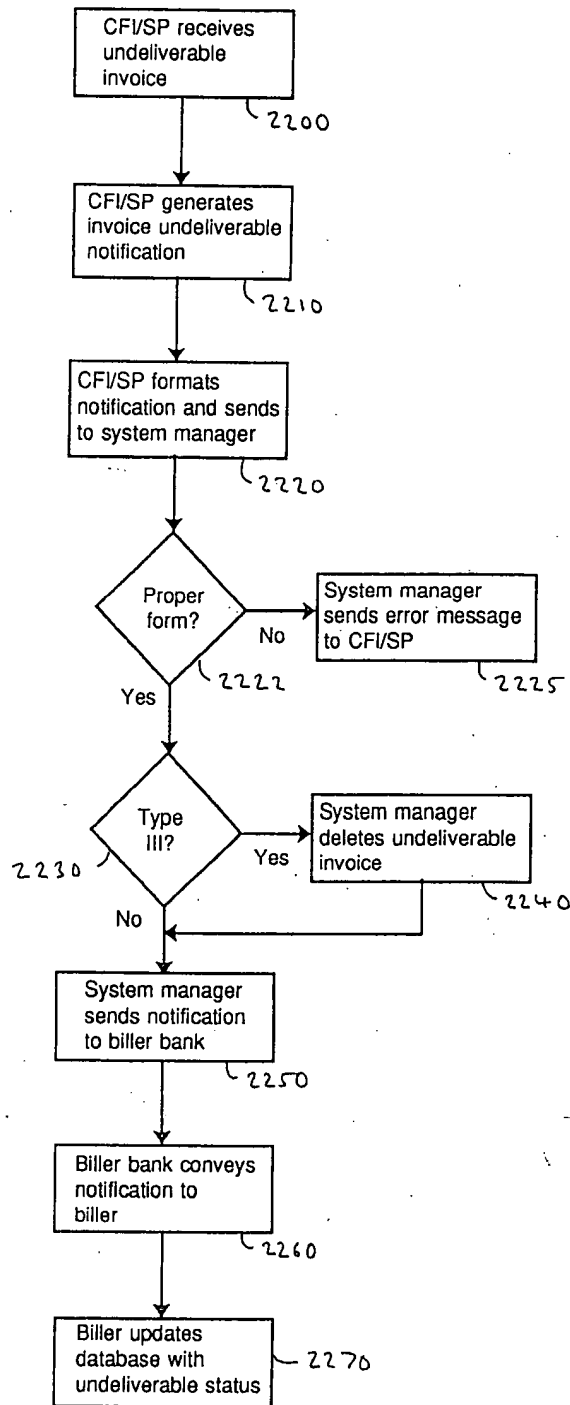 CFI/SP receives
undeliverable
invoice
2200
CFI/SP generates
invoice undeliverable
notification
2210
CFI/SP formats
notification and sends
to system manager
2220
Proper
form?
No
2222
Yes
System manager
sends error message
to CFI/SP
2225
Type
III?
2230
Yes
No
System manager
deletes undeliverable
invoice
2240
System manager
sends notification
to biller bank
2250
Biller bank conveys
notification to
biller
2260
Biller updates
database with
undeliverable status
2270